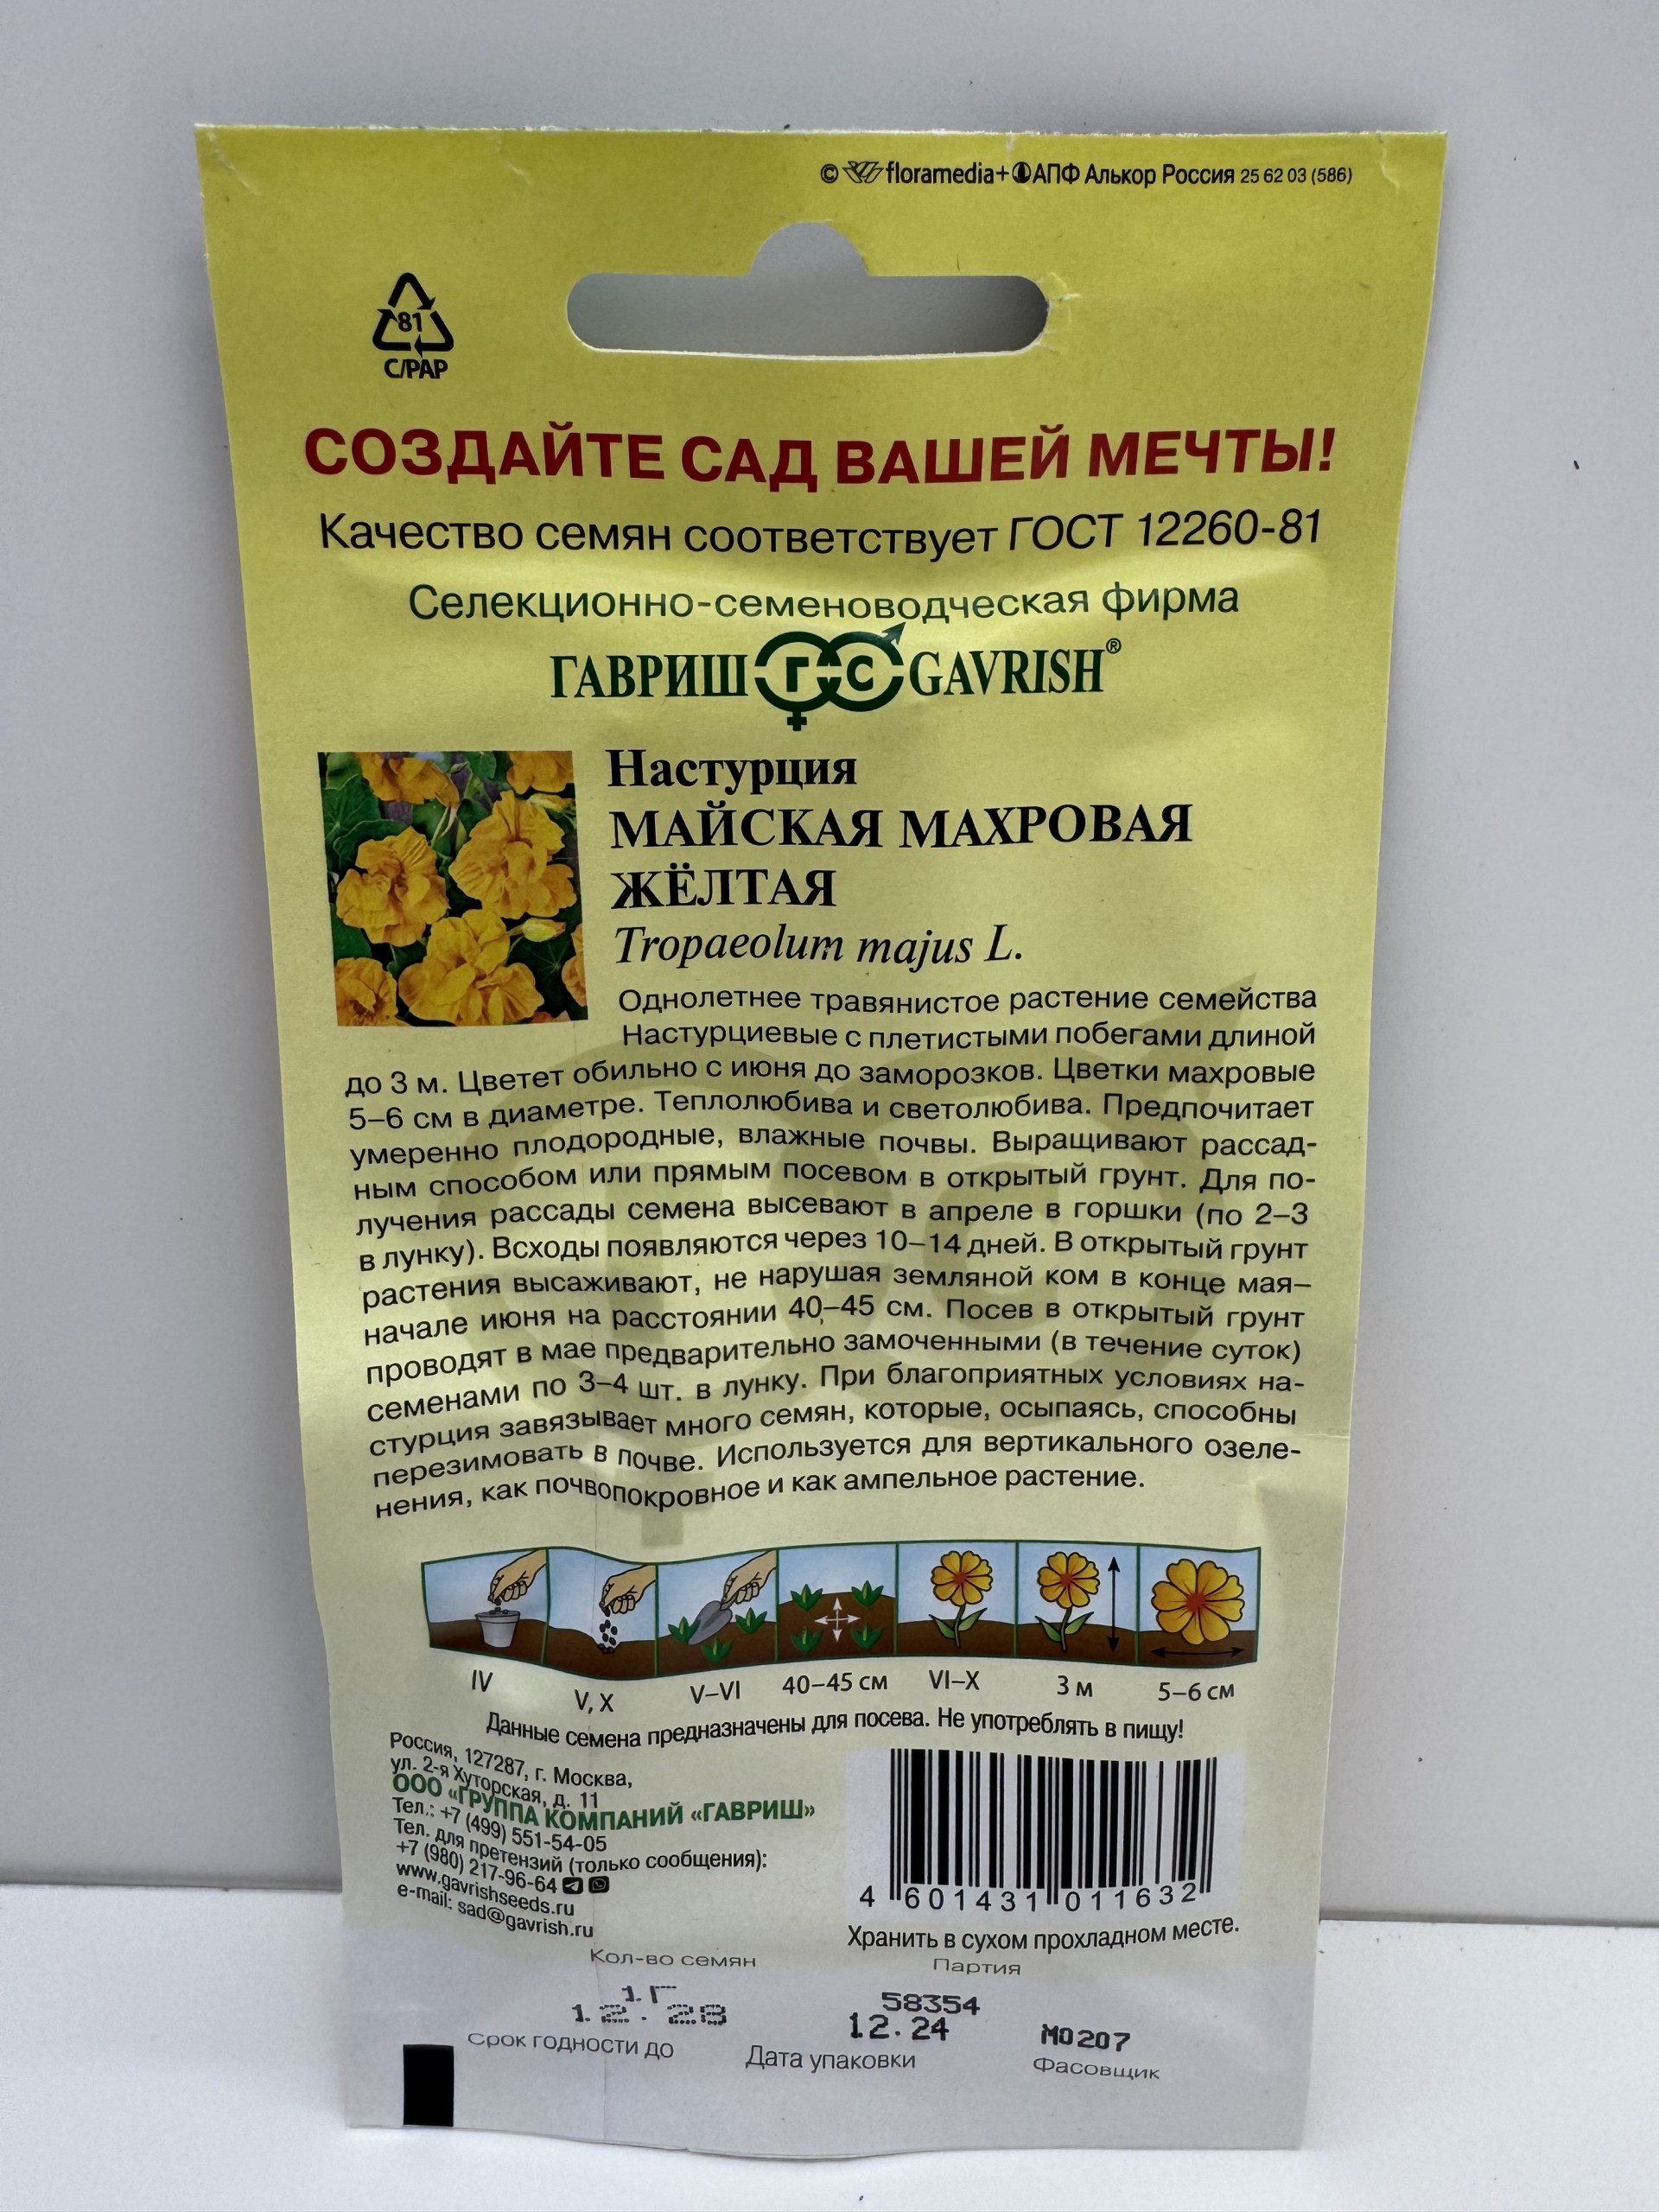 © floramedia+ АПФ Алькор Россия 25 62 03 (586)
81
C/PAP
СОЗДАЙТЕ САД ВАШЕЙ МЕЧТЫ!
Качество семян соответствует ГОСТ 12260-81
Селекционно-семеноводческая фирма
ГАВРИШ ГС GAVRISH®
Настурция
МАЙСКАЯ МАХРОВАЯ
ЖЁЛТАЯ
Tropaeolum majus L.
Однолетнее травянистое растение семейства
Настурциевые с плетистыми побегами длиной
до 3 м. Цветет обильно с июня до заморозков. Цветки махровые
5–6 см в диаметре. Теплолюбива и светолюбива. Предпочитает
умеренно плодородные, влажные почвы. Выращивают рассад-
ным способом или прямым посевом в открытый грунт. Для по-
лучения рассады семена высевают в апреле в горшки (по 2–3
в лунку). Всходы появляются через 10–14 дней. В открытый грунт
растения высаживают, не нарушая земляной ком в конце мая–
начале июня на расстоянии 40–45 см. Посев в открытый грунт
проводят в мае предварительно замоченными (в течение суток)
семенами по 3–4 шт. в лунку. При благоприятных условиях на-
стурция завязывает много семян, которые, осыпаясь, способны
перезимовать в почве. Используется для вертикального озеле-
нения, как почвопокровное и как ампельное растение.
IV V, X V–VI 40–45 см VI–X 3 м 5–6 см
Данные семена предназначены для посева. Не употреблять в пищу!
Россия, 127287, г. Москва,
ул. 2-я Хуторская, д. 11
ООО «ГРУППА КОМПАНИЙ «ГАВРИШ»
Тел.: +7 (499) 551-54-05
Тел. для претензий (только сообщения):
+7 (980) 217-96-64
www.gavrishseeds.ru
e-mail: sad@gavrish.ru
4 601431 011632
Хранить в сухом прохладном месте.
Кол-во семян
Партия
58354
12.28
12.24
М0207
Срок годности до
Дата упаковки
Фасовщик